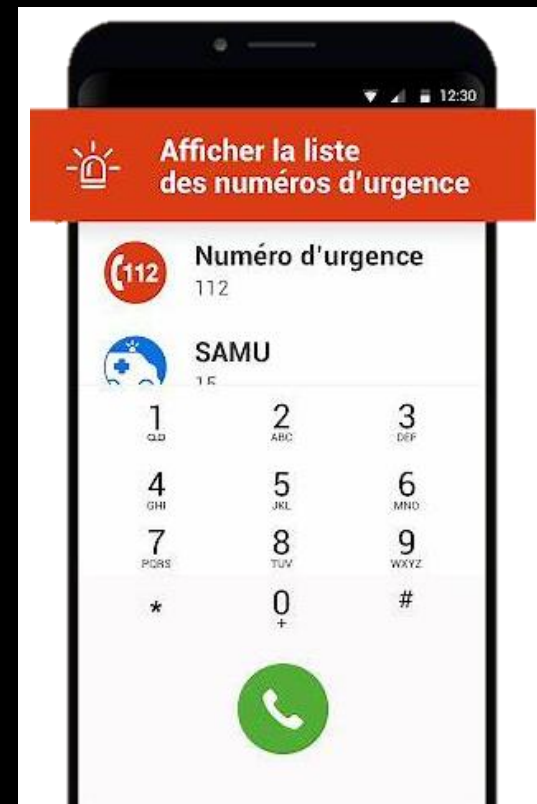 12:30
Afficher la liste
des numéros d'urgence
112
Numéro d'urgence
112
SAMU
15
1 2 3
ABC DEF
4 5 6
GHI JKL MNO
7 8 9
PQRS TUV WXYZ
* 0 #
+